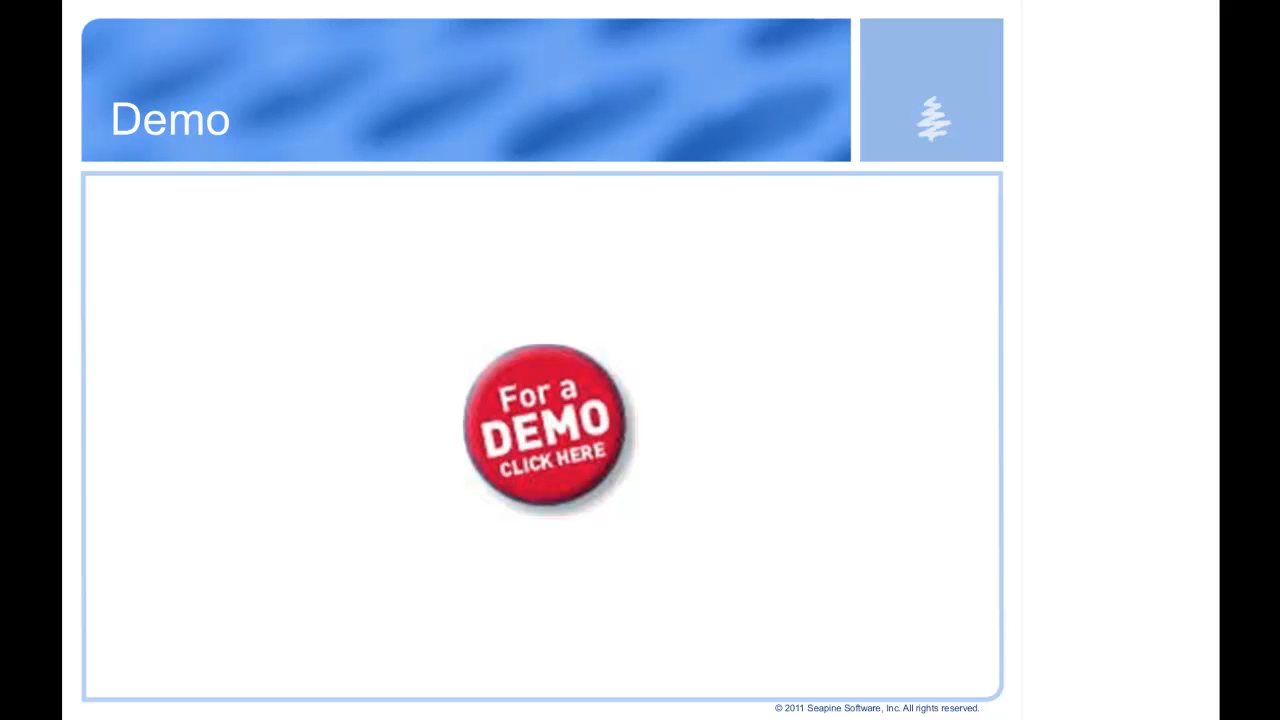 Demo
For a
DEMO
CLICK HERE
© 2011 Seapine Software, Inc. All rights reserved.